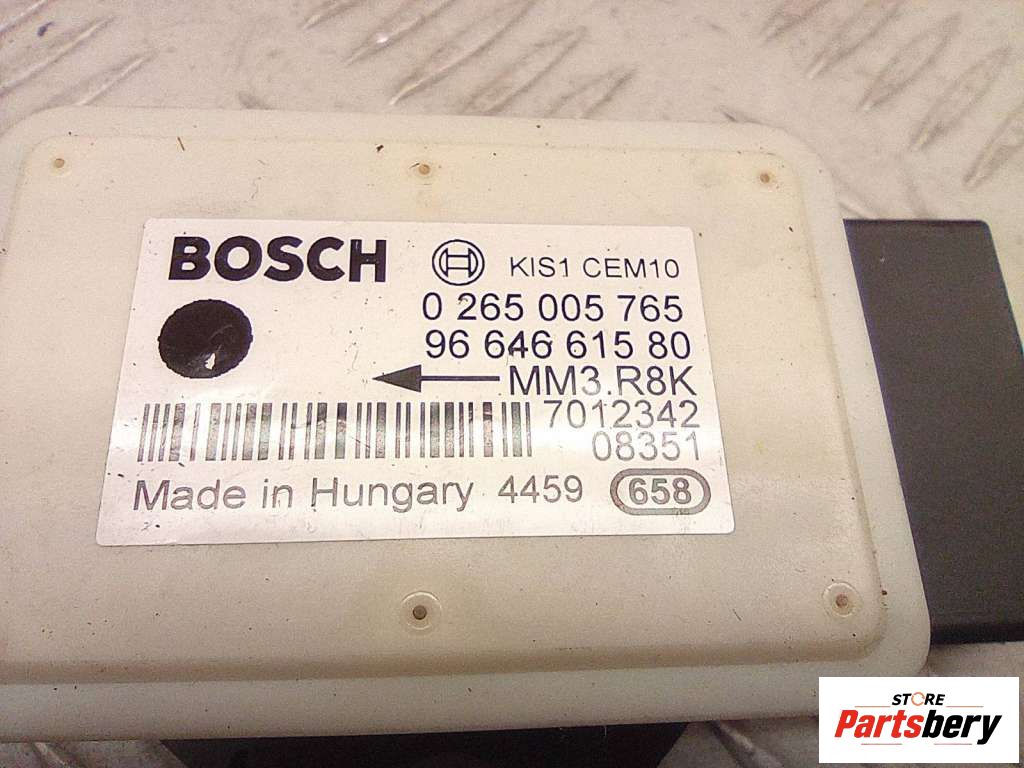 BOSCH KIS1 CEM10
0 265 005 765
96 646 615 80
MM3.R8K
7012342
08351
Made in Hungary 4459 658
STORE
Partsbery